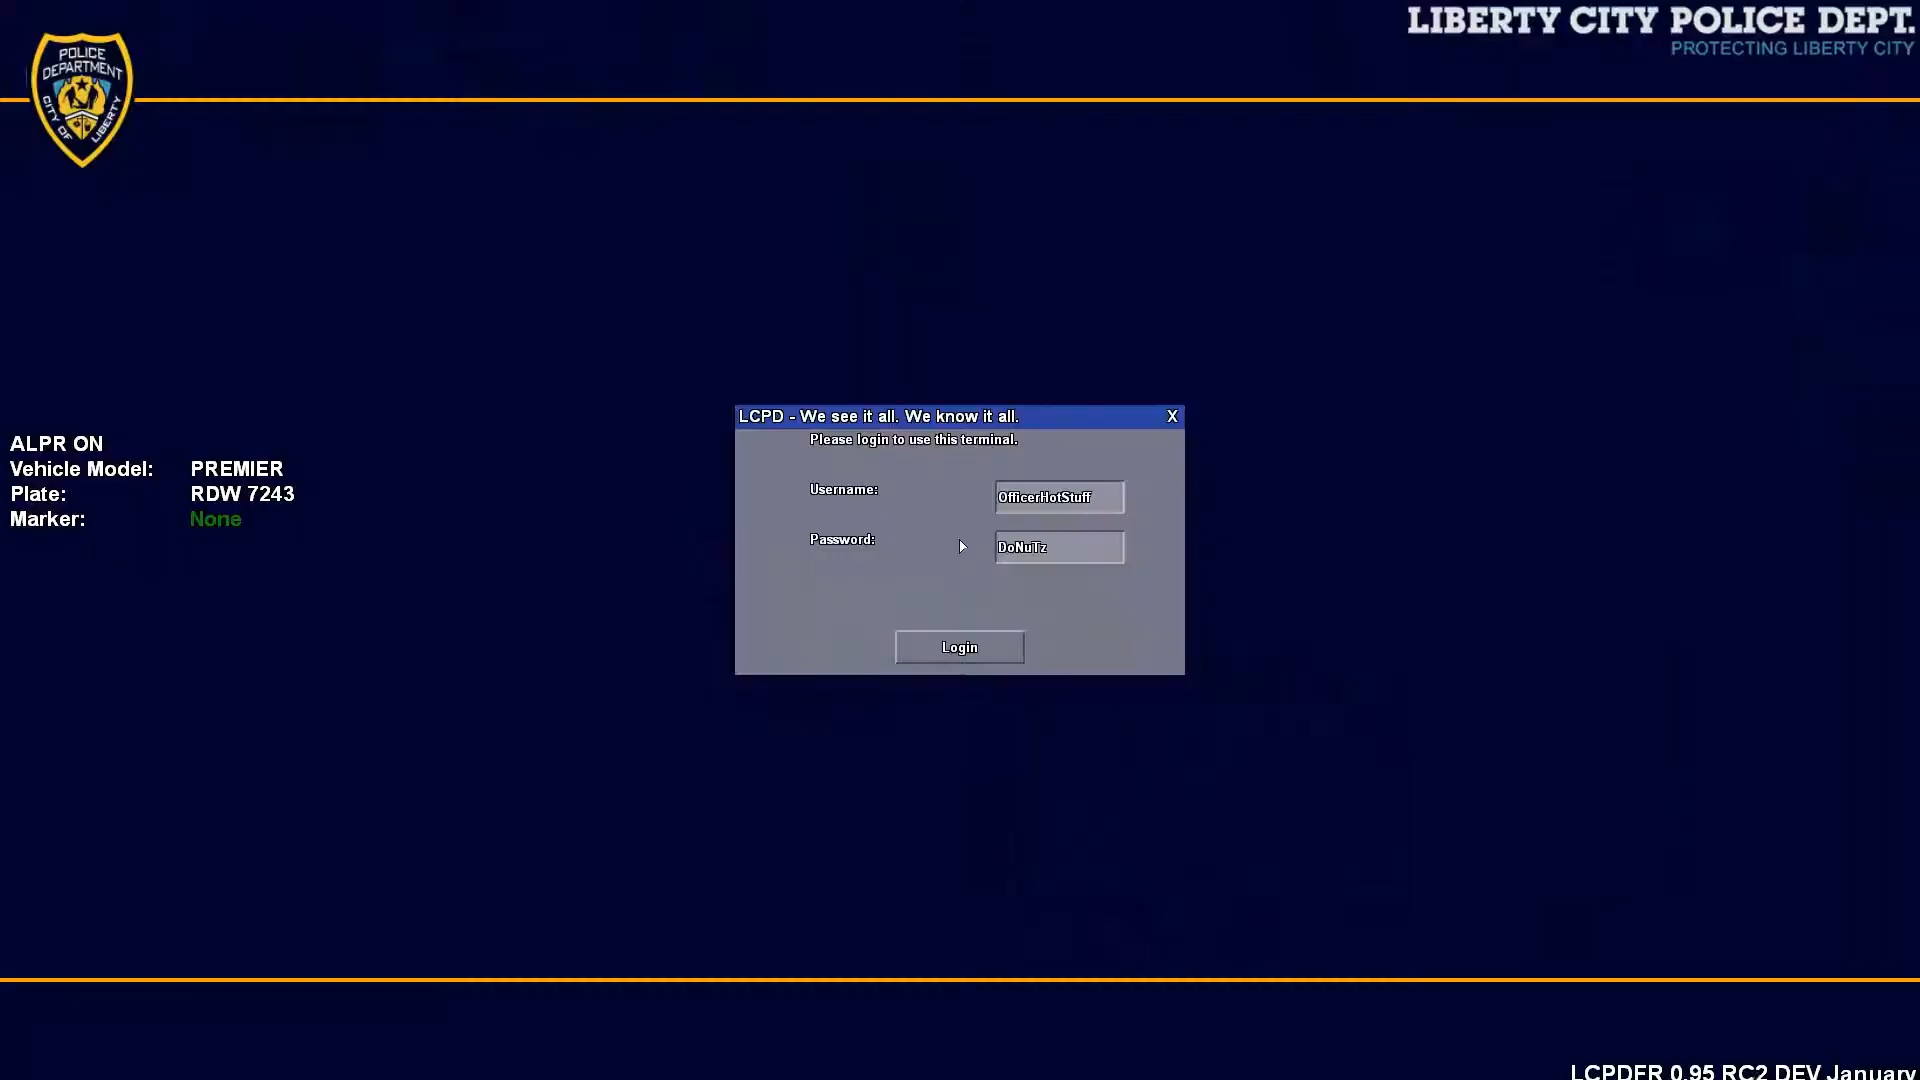 LIBERTY CITY POLICE DEPT.
PROTECTING LIBERTY CITY
POLICE
DEPARTMENT
CITY OF LIBERTY
LCPD - We see it all. We know it all. X
Please login to use this terminal.
ALPR ON
Vehicle Model: PREMIER
Plate: RDW 7243
Marker: None
Username: OfficerHotStuff
Password: DoNuTz
Login
LCPDFR 0.95 RC2 DEV January